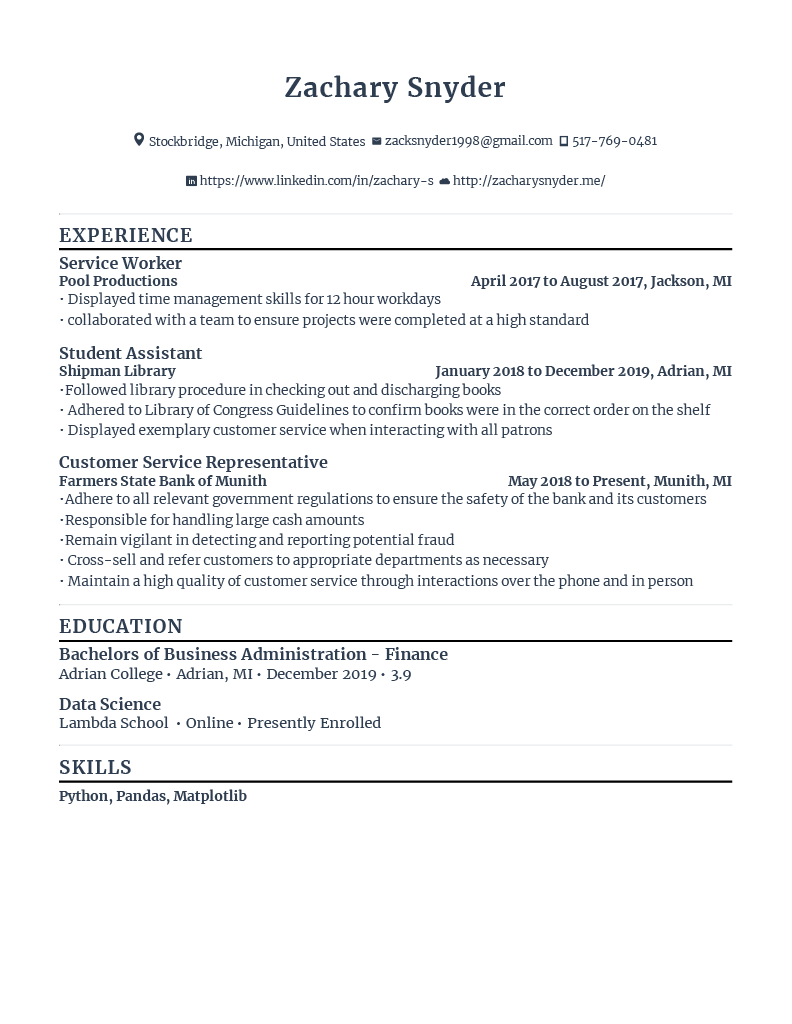 Zachary Snyder
Stockbridge, Michigan, United States zacksnyder1998@gmail.com 517-769-0481
https://www.linkedin.com/in/zachary-s http://zacharysnyder.me/
EXPERIENCE
Service Worker
Pool Productions April 2017 to August 2017, Jackson, MI
• Displayed time management skills for 12 hour workdays
• collaborated with a team to ensure projects were completed at a high standard
Student Assistant
Shipman Library January 2018 to December 2019, Adrian, MI
•Followed library procedure in checking out and discharging books
• Adhered to Library of Congress Guidelines to confirm books were in the correct order on the shelf
• Displayed exemplary customer service when interacting with all patrons
Customer Service Representative
Farmers State Bank of Munith May 2018 to Present, Munith, MI
•Adhere to all relevant government regulations to ensure the safety of the bank and its customers
•Responsible for handling large cash amounts
•Remain vigilant in detecting and reporting potential fraud
• Cross-sell and refer customers to appropriate departments as necessary
• Maintain a high quality of customer service through interactions over the phone and in person
EDUCATION
Bachelors of Business Administration - Finance
Adrian College • Adrian, MI • December 2019 • 3.9
Data Science
Lambda School • Online • Presently Enrolled
SKILLS
Python, Pandas, Matplotlib